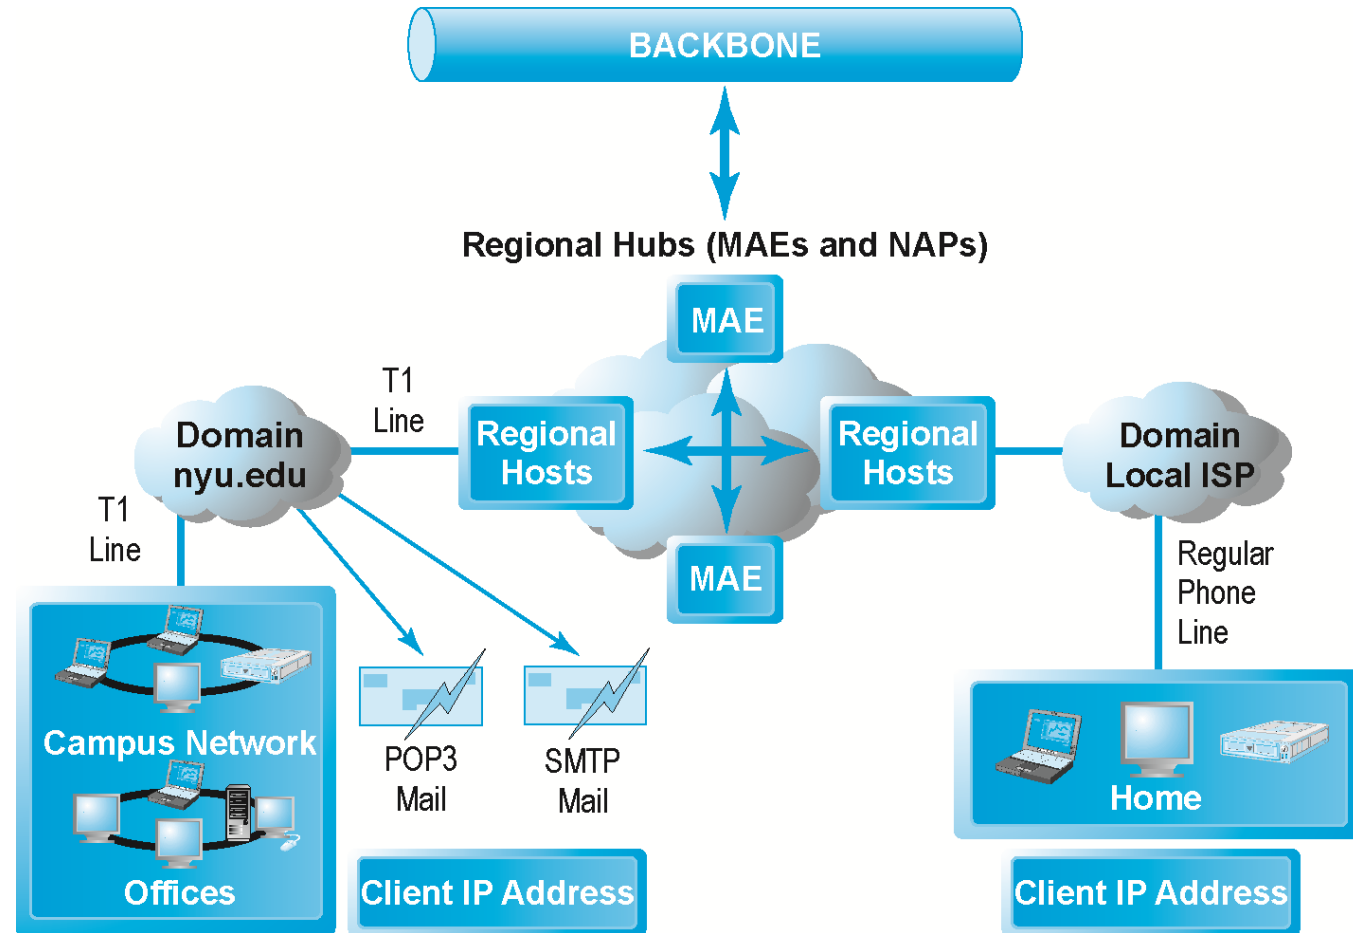 BACKBONE
Regional Hubs (MAEs and NAPs)
MAE
T1
Line
Regional
Hosts
Regional
Hosts
Domain
nyu.edu
Domain
Local ISP
T1
Line
MAE
Regular
Phone
Line
Campus Network
POP3
Mail
SMTP
Mail
Home
Offices
Client IP Address
Client IP Address